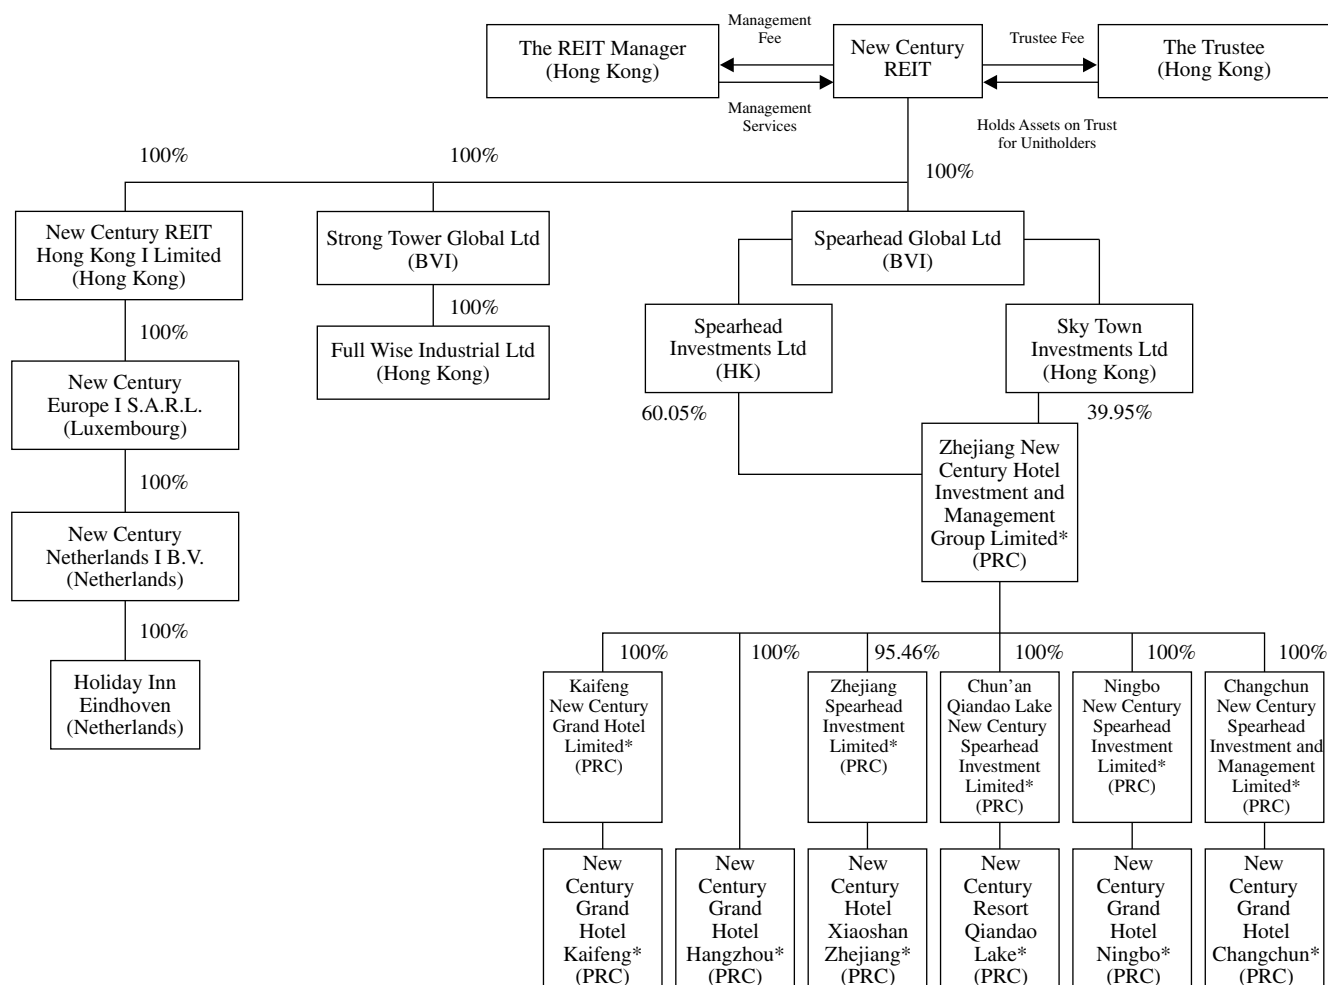 The REIT Manager
(Hong Kong)
Management
Fee
Management
Services
New Century
REIT
Trustee Fee
Holds Assets on Trust
for Unitholders
The Trustee
(Hong Kong)
100%
100%
100%
New Century REIT
Hong Kong I Limited
(Hong Kong)
Strong Tower Global Ltd
(BVI)
Spearhead Global Ltd
(BVI)
100%
100%
New Century
Europe I S.A.R.L.
(Luxembourg)
Full Wise Industrial Ltd
(Hong Kong)
Spearhead
Investments Ltd
(HK)
Sky Town
Investments Ltd
(Hong Kong)
60.05%
39.95%
Zhejiang New
Century Hotel
Investment and
Management
Group Limited*
(PRC)
100%
New Century
Netherlands I B.V.
(Netherlands)
100%
Holiday Inn
Eindhoven
(Netherlands)
100%
100%
95.46%
100%
100%
100%
Kaifeng
New Century
Grand Hotel
Limited*
(PRC)
Zhejiang
Spearhead
Investment
Limited*
(PRC)
Chun'an
Qiandao Lake
New Century
Spearhead
Investment
Limited*
(PRC)
Ningbo
New Century
Spearhead
Investment
Limited*
(PRC)
Changchun
New Century
Spearhead
Investment and
Management
Limited*
(PRC)
New
Century
Grand
Hotel
Kaifeng*
(PRC)
New
Century
Grand
Hotel
Hangzhou*
(PRC)
New
Century
Hotel
Xiaoshan
Zhejiang*
(PRC)
New
Century
Resort
Qiandao
Lake*
(PRC)
New
Century
Grand
Hotel
Ningbo*
(PRC)
New
Century
Grand
Hotel
Changchun*
(PRC)